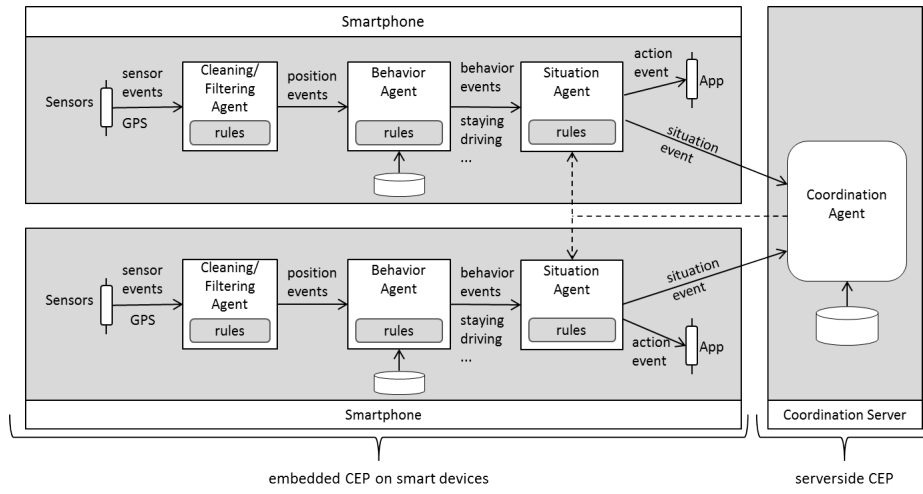 Smartphone
Sensors
sensor
events
GPS
Cleaning/
Filtering
Agent
rules
position
events
Behavior
Agent
rules
behavior
events
staying
driving
...
Situation
Agent
rules
action
event
App
situation
event
Coordination
Agent
Sensors
sensor
events
GPS
Cleaning/
Filtering
Agent
rules
position
events
Behavior
Agent
rules
behavior
events
staying
driving
...
Situation
Agent
rules
situation
event
action
event
App
Smartphone
Coordination Server
embedded CEP on smart devices
serverside CEP